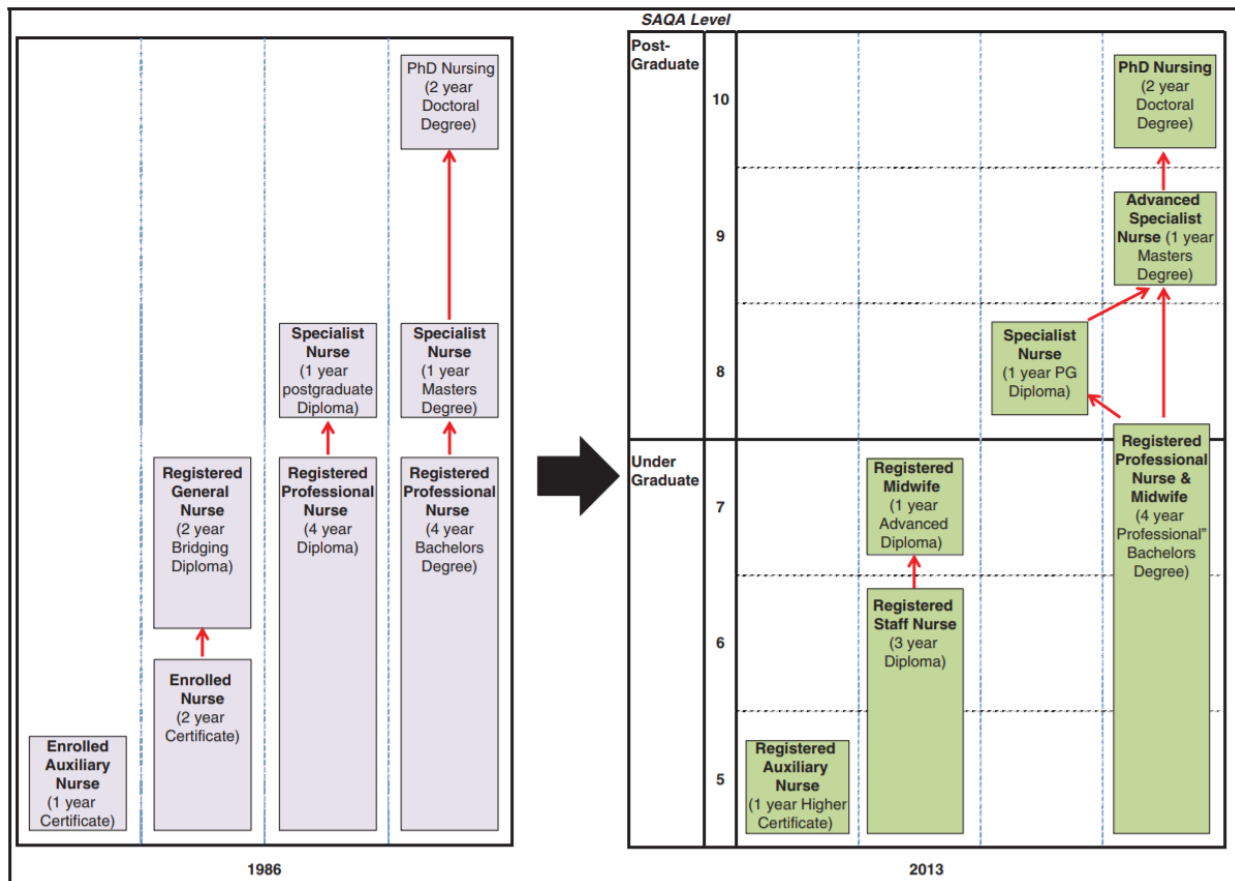 SAQA Level
PhD Nursing
(2 year
Doctoral
Degree)
Specialist
Nurse
(1 year
postgraduate
Diploma)
Specialist
Nurse
(1 year
Masters
Degree)
Registered
General
Nurse
(2 year
Bridging
Diploma)
Registered
Professional
Nurse
(4 year
Diploma)
Registered
Professional
Nurse
(4 year
Bachelors
Degree)
Enrolled
Nurse
(2 year
Certificate)
Enrolled
Auxiliary
Nurse
(1 year
Certificate)
1986
Post-
Graduate
10
PhD Nursing
(2 year
Doctoral
Degree)
9
Advanced
Specialist
Nurse (1 year
Masters
Degree)
8
Specialist
Nurse
(1 year PG
Diploma)
Under
Graduate
7
Registered
Midwife
(1 year
Advanced
Diploma)
Registered
Professional
Nurse &
Midwife
(4 year
Professional”
Bachelors
Degree)
6
Registered
Staff Nurse
(3 year
Diploma)
5
Registered
Auxiliary
Nurse
(1 year Higher
Certificate)
2013